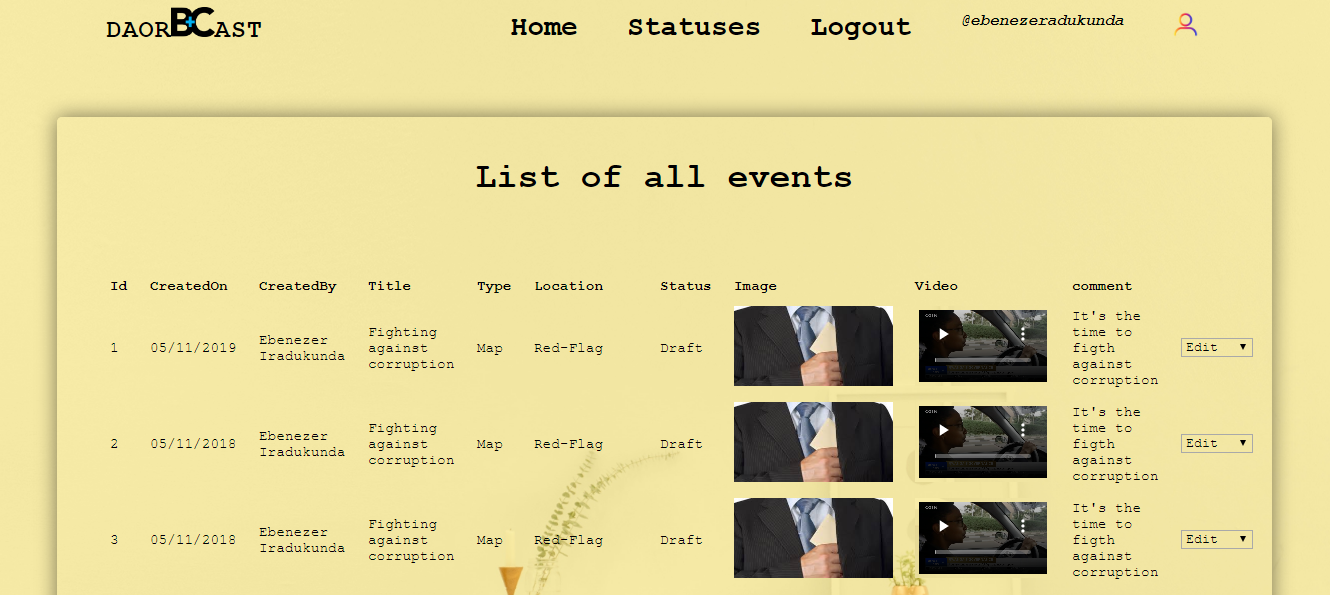 DAORBCAST Home Statuses Logout @ebenezeradukunda
List of all events
Id CreatedOn CreatedBy Title Type Location Status Image Video comment
1 05/11/2019 Ebenezer Iradukunda Fighting against corruption Map Red-Flag Draft It's the time to figth against corruption Edit
2 05/11/2018 Ebenezer Iradukunda Fighting against corruption Map Red-Flag Draft It's the time to figth against corruption Edit
3 05/11/2018 Ebenezer Iradukunda Fighting against corruption Map Red-Flag Draft It's the time to figth against corruption Edit